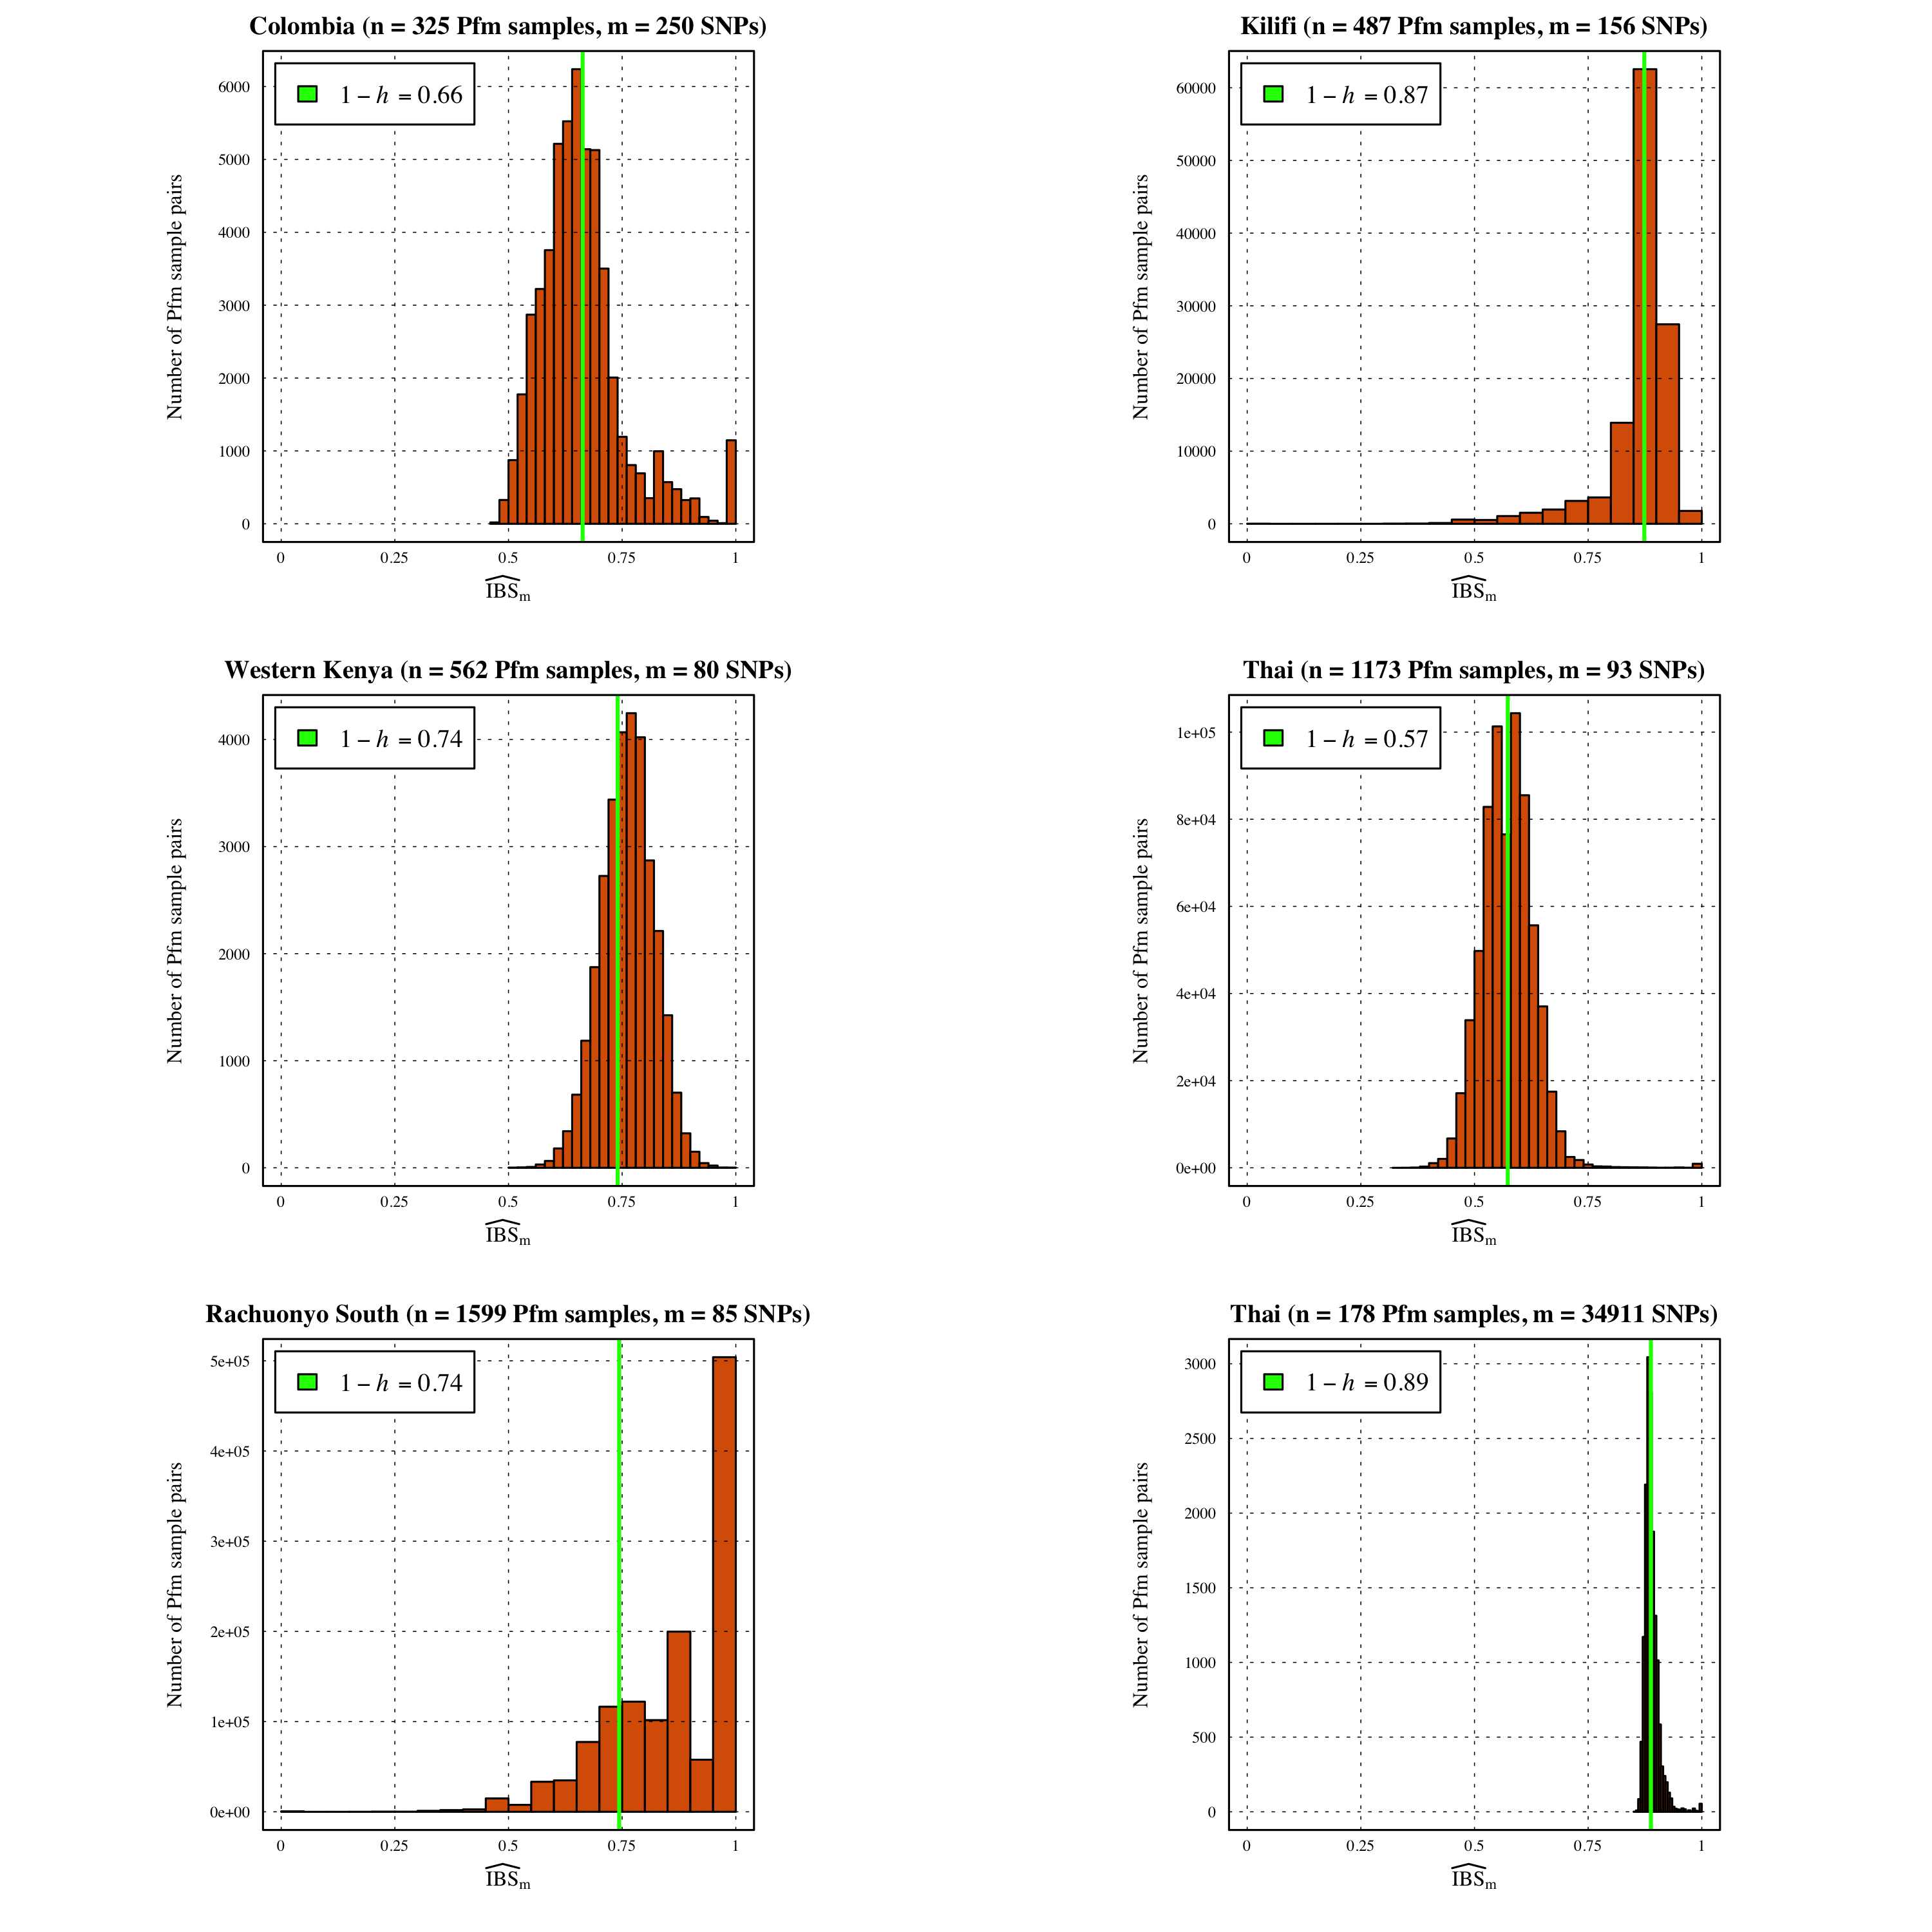 Colombia (n = 325 Pfm samples, m = 250 SNPs)
1 − h = 0.66
Number of Pfm sample pairs
6000
5000
4000
3000
2000
1000
0
0 0.25 0.5 0.75 1
IBSm
Kilifi (n = 487 Pfm samples, m = 156 SNPs)
1 − h = 0.87
Number of Pfm sample pairs
60000
50000
40000
30000
20000
10000
0
0 0.25 0.5 0.75 1
IBSm
Western Kenya (n = 562 Pfm samples, m = 80 SNPs)
1 − h = 0.74
Number of Pfm sample pairs
4000
3000
2000
1000
0
0 0.25 0.5 0.75 1
IBSm
Thai (n = 1173 Pfm samples, m = 93 SNPs)
1 − h = 0.57
Number of Pfm sample pairs
1e+05
8e+04
6e+04
4e+04
2e+04
0e+00
0 0.25 0.5 0.75 1
IBSm
Rachuonyo South (n = 1599 Pfm samples, m = 85 SNPs)
1 − h = 0.74
Number of Pfm sample pairs
5e+05
4e+05
3e+05
2e+05
1e+05
0e+00
0 0.25 0.5 0.75 1
IBSm
Thai (n = 178 Pfm samples, m = 34911 SNPs)
1 − h = 0.89
Number of Pfm sample pairs
3000
2500
2000
1500
1000
500
0
0 0.25 0.5 0.75 1
IBSm